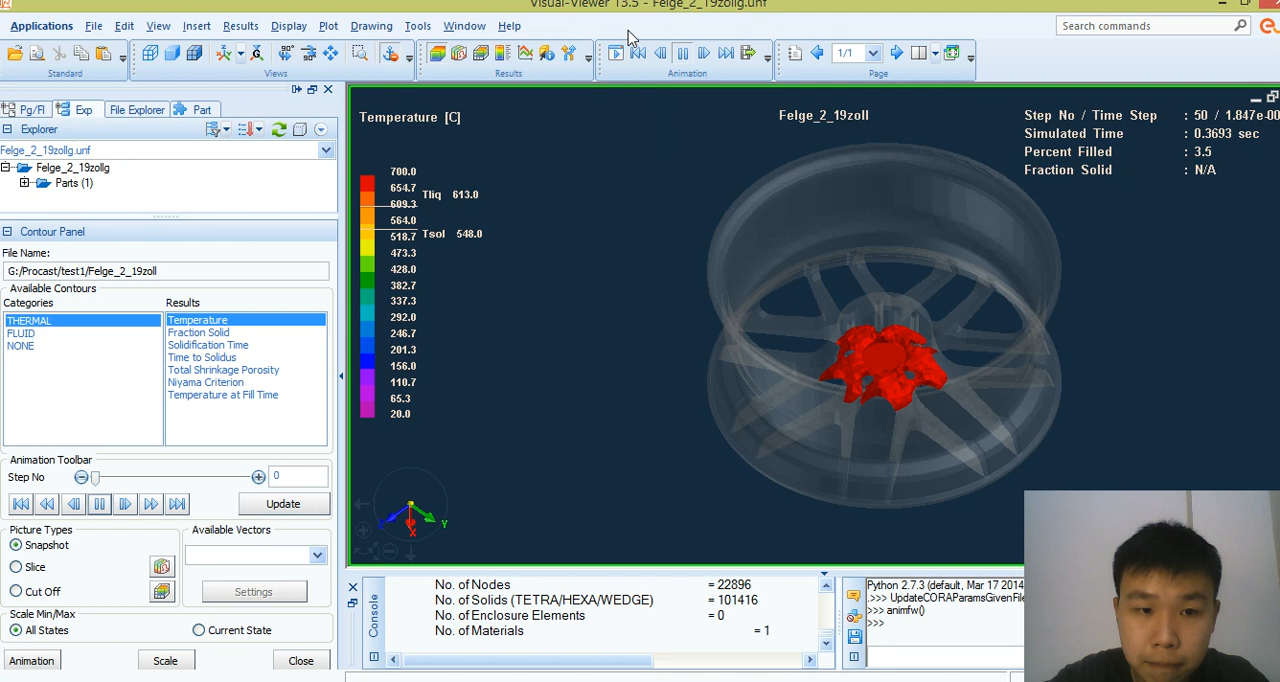 Visual-Viewer 13.5 - Felge_2_19zollg.unf
Applications File Edit View Insert Results Display Plot Drawing Tools Window Help
Search commands
1/1
Standard Views Results Animation Page
Pg/Fl Exp File Explorer Part
Explorer
Felge_2_19zollg.unf
Felge_2_19zollg
Parts (1)
Contour Panel
File Name:
G:/Procast/test1/Felge_2_19zoll
Available Contours
Categories Results
THERMAL
FLUID
NONE
Temperature
Fraction Solid
Solidification Time
Time to Solidus
Total Shrinkage Porosity
Niyama Criterion
Temperature at Fill Time
Animation Toolbar
Step No 0
Update
Picture Types Available Vectors
Snapshot
Slice
Cut Off Settings
Scale Min/Max
All States Current State
Animation Scale Close
Temperature [C]
700.0
654.7
609.3
564.0
518.7
473.3
428.0
382.7
337.3
292.0
246.7
201.3
156.0
110.7
65.3
20.0
Tliq 613.0
Tsol 548.0
Felge_2_19zoll
Step No / Time Step : 50 / 1.847e-00
Simulated Time : 0.3693 sec
Percent Filled : 3.5
Fraction Solid : N/A
X
Y
Console
No. of Nodes = 22896
No. of Solids (TETRA/HEXA/WEDGE) = 101416
No. of Enclosure Elements = 0
No. of Materials = 1
Python 2.7.3 (default, Mar 17 2014
>>> UpdateCORAParamsGivenFile
>>> animfw()
>>>